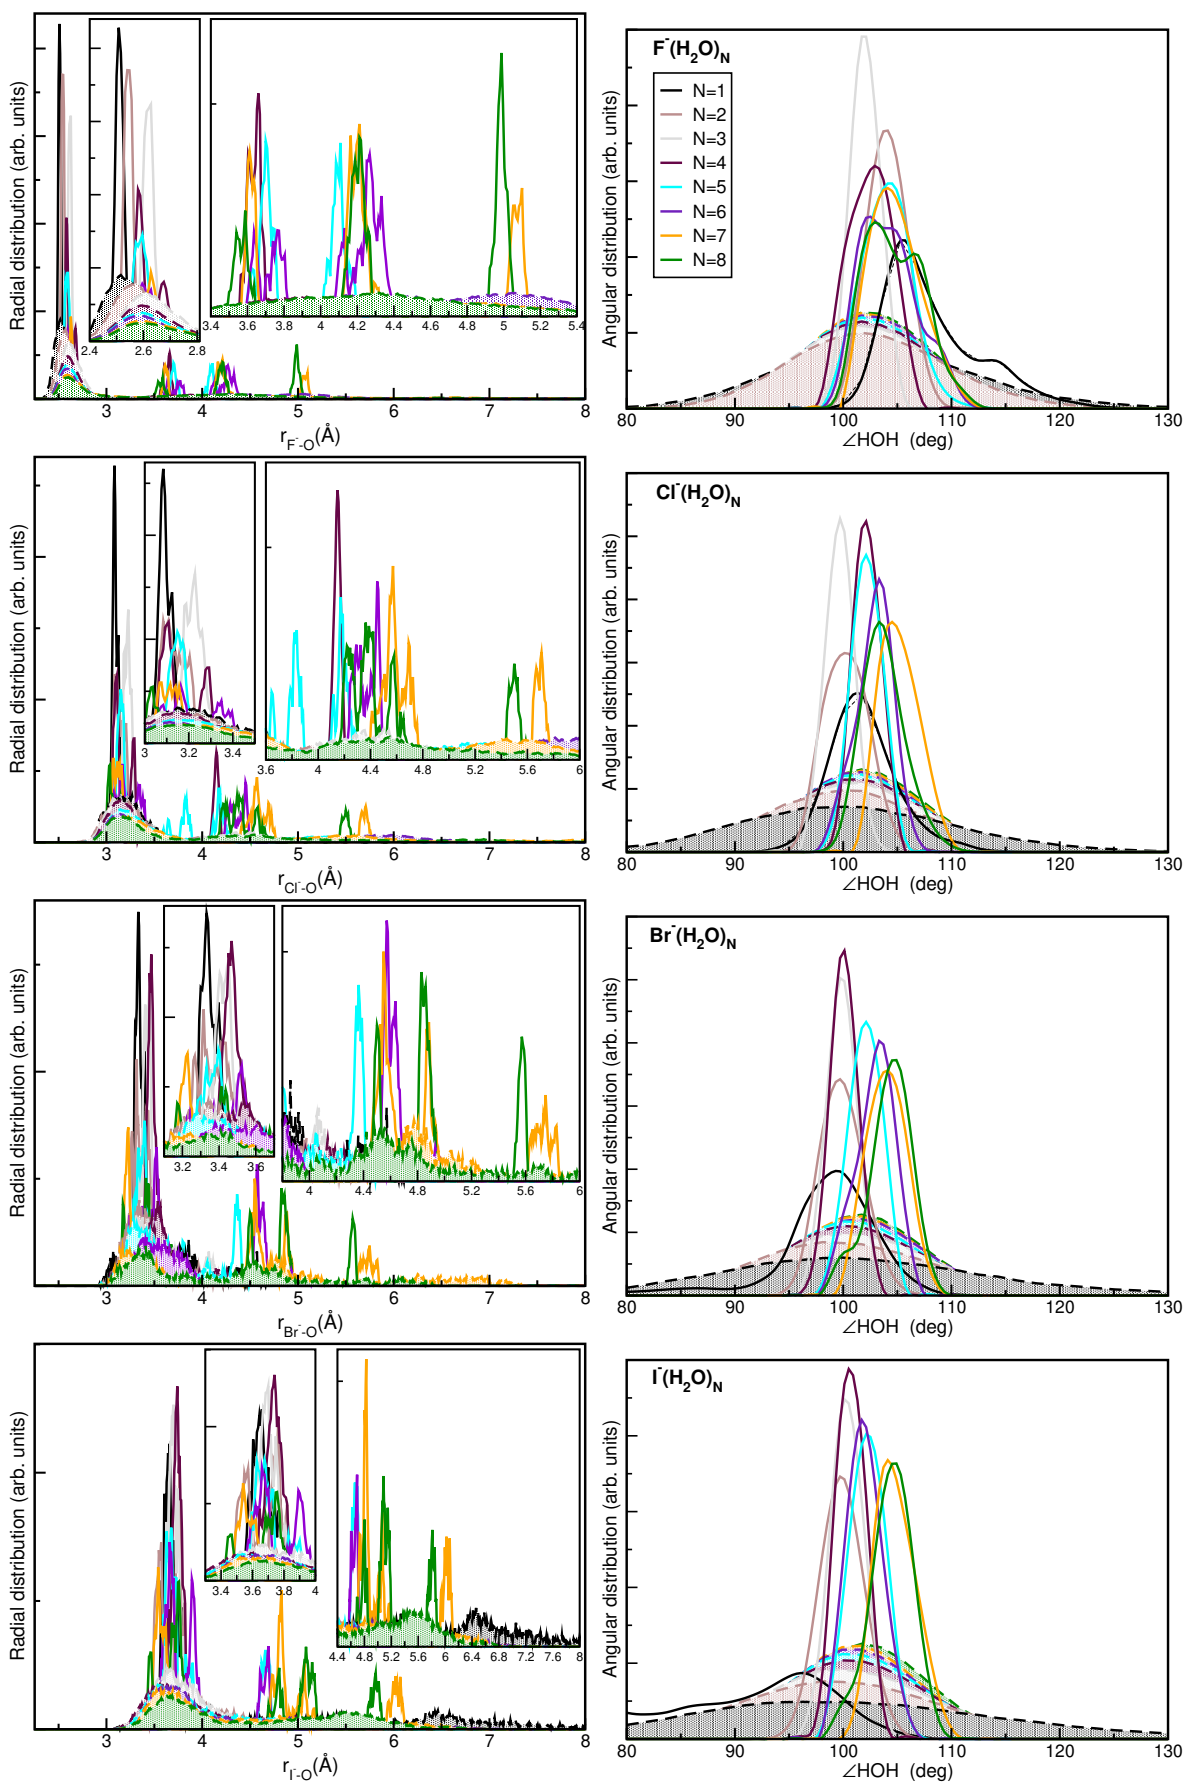 F⁻(H₂O)N
N=1
N=2
N=3
N=4
N=5
N=6
N=7
N=8
Radial distribution (arb. units)
2.4 2.6 2.8
3.4 3.6 3.8 4 4.2 4.4 4.6 4.8 5 5.2 5.4
3 4 5 6 7 8
r F⁻-O(Å)
Angular distribution (arb. units)
80 90 100 110 120 130
∠HOH (deg)
Cl⁻(H₂O)N
Radial distribution (arb. units)
3 3.1 3.2 3.3 3.4
3.6 4 4.4 4.8 5.2 5.6 6
3 4 5 6 7 8
r Cl⁻-O(Å)
Angular distribution (arb. units)
80 90 100 110 120 130
∠HOH (deg)
Br⁻(H₂O)N
Radial distribution (arb. units)
3.2 3.4 3.6
4 4.4 4.8 5.2 5.6 6
3 4 5 6 7 8
r Br⁻-O(Å)
Angular distribution (arb. units)
80 90 100 110 120 130
∠HOH (deg)
I⁻(H₂O)N
Radial distribution (arb. units)
3.4 3.6 3.8 4
4.4 4.8 5.2 5.6 6 6.4 6.8 7.2 7.6 8
3 4 5 6 7 8
r I⁻-O(Å)
Angular distribution (arb. units)
80 90 100 110 120 130
∠HOH (deg)